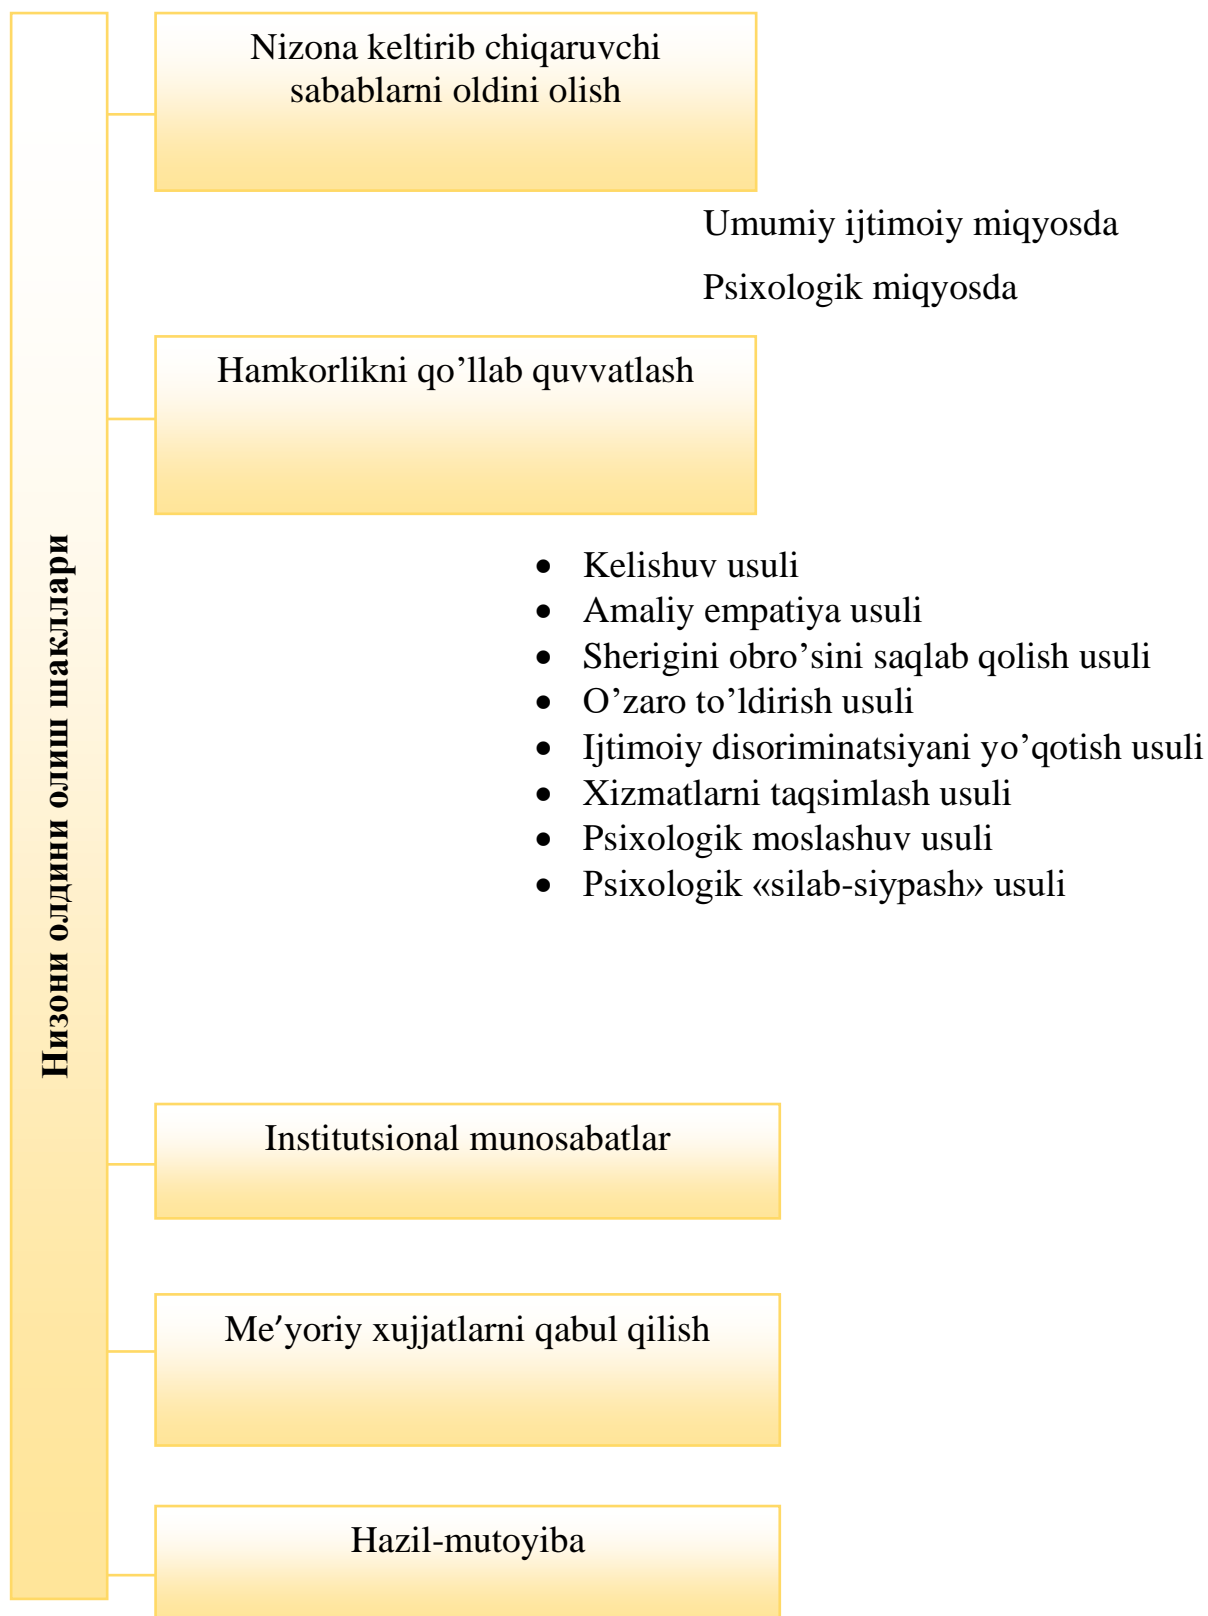 Низони олдини олиш шакллари
Nizona keltirib chiqaruvchi
sabablarni oldini olish
Umumiy ijtimoiy miqyosda
Psixologik miqyosda
Hamkorlikni qo’llab quvvatlash
• Kelishuv usuli
• Amaliy empatiya usuli
• Sherigini obro’sini saqlab qolish usuli
• O’zaro to’ldirish usuli
• Ijtimoiy disoriminatsiyani yo’qotish usuli
• Xizmatlarni taqsimlash usuli
• Psixologik moslashuv usuli
• Psixologik «silab-siypash» usuli
Institutsional munosabatlar
Me’yoriy xujjatlarni qabul qilish
Hazil-mutoyiba